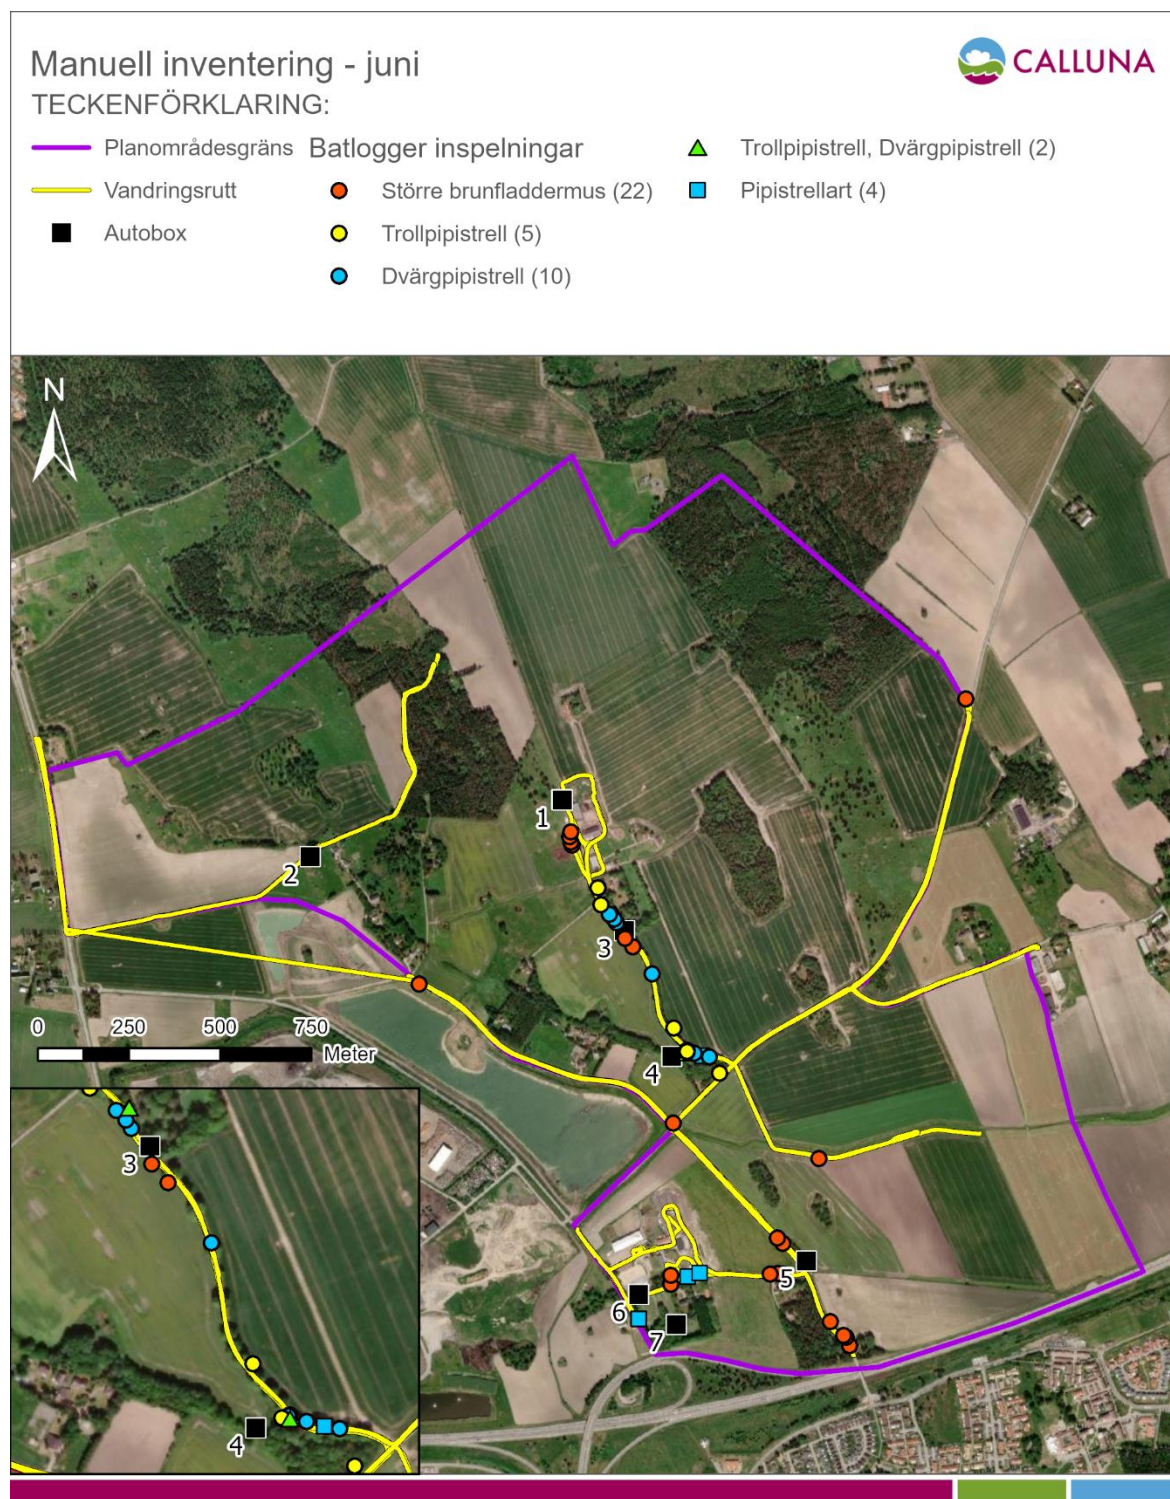 Manuell inventering - juni
CALLUNA
TECKENFÖRKLARING:
Planområdesgräns
Vandringsrutt
Autobox
Batlogger inspelningar
Större brunfladdermus (22)
Trollpipistrell (5)
Dvärgpipistrell (10)
Trollpipistrell, Dvärgpipistrell (2)
Pipistrellart (4)
N
1
2
3
4
5
6
7
0 250 500 750
Meter
3
4